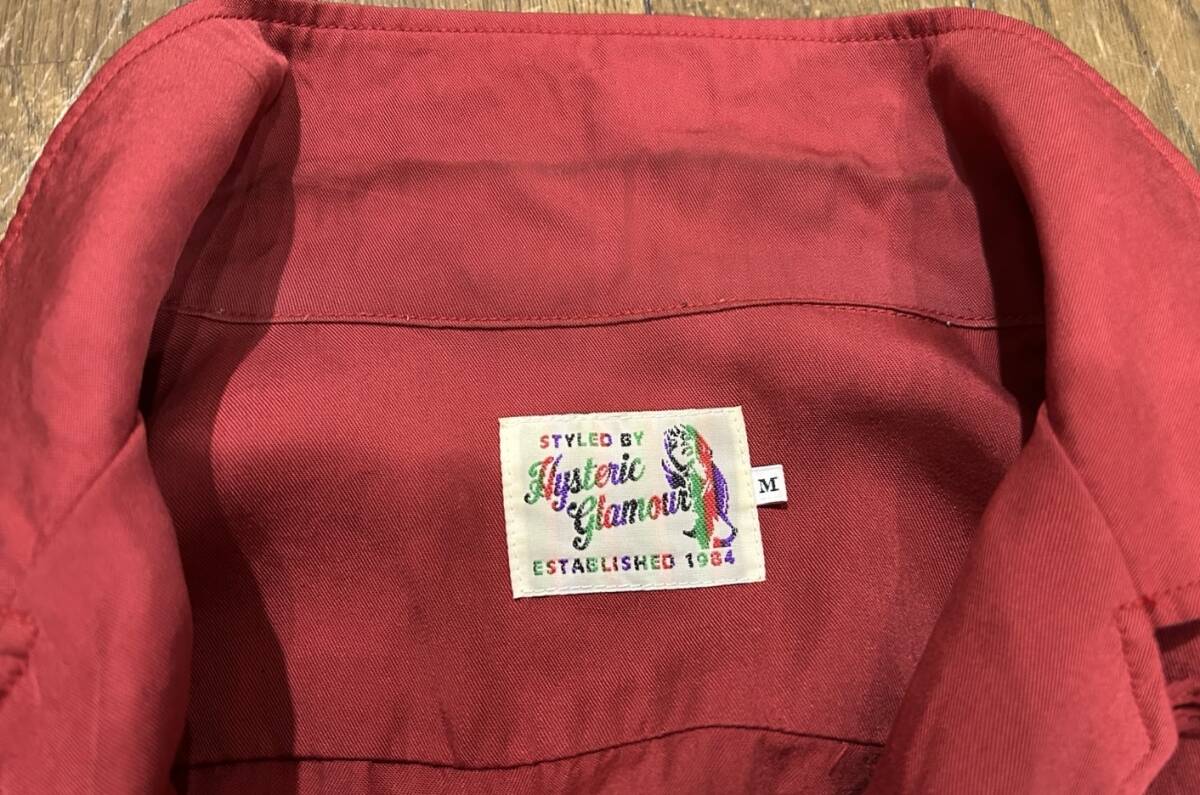 STYLED BY
Hysteric
Glamour
ESTABLISHED 1984
M